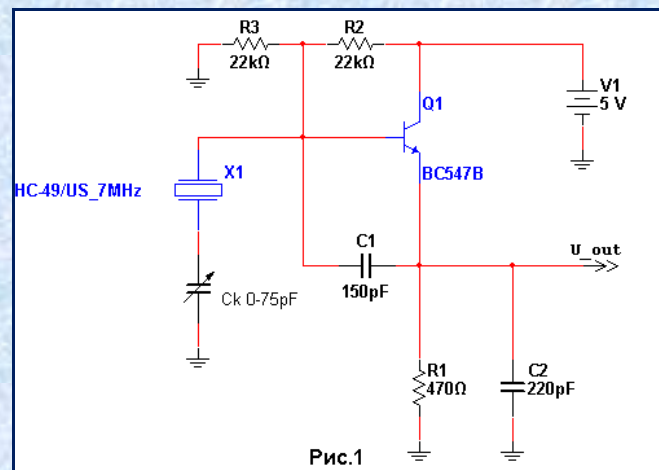 R3
22kΩ
R2
22kΩ
V1
5 V
Q1
BC547B
HC-49/US_7MHz
X1
C1
150pF
U_out
Ck 0-75pF
R1
470Ω
C2
220pF
Рис.1